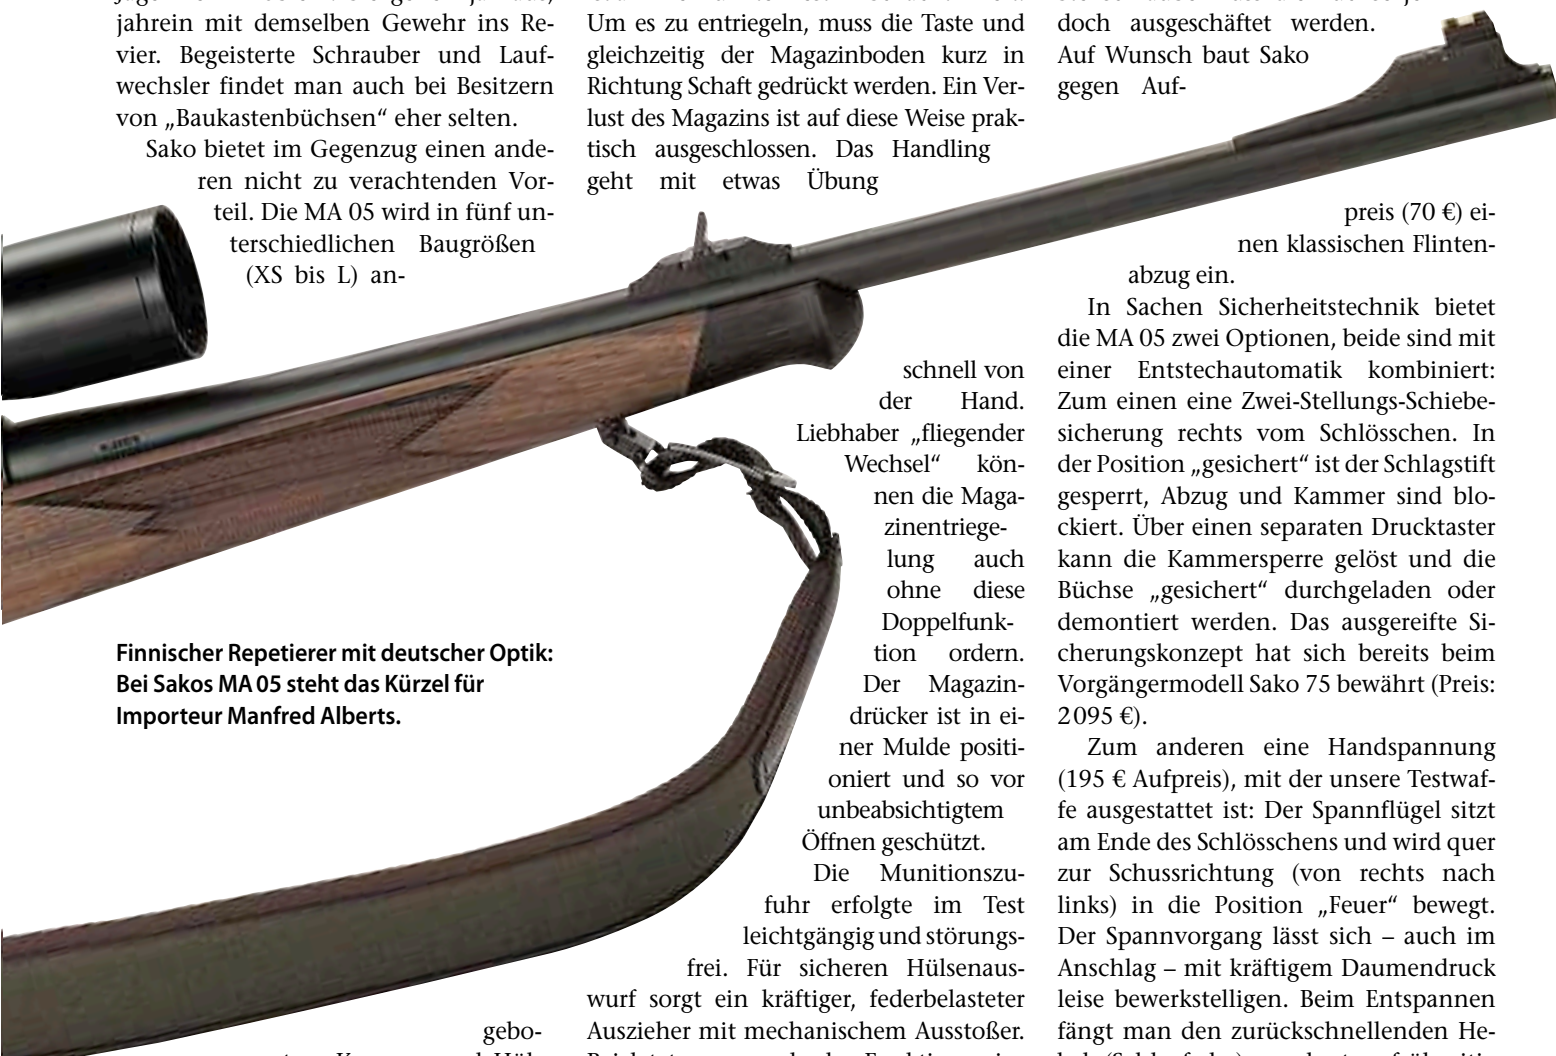 jahrein mit demselben Gewehr ins Re-
vier. Begeisterte Schrauber und Lauf-
wechsler findet man auch bei Besitzern
von „Baukastenbüchsen“ eher selten.
Sako bietet im Gegenzug einen ande-
ren nicht zu verachtenden Vor-
teil. Die MA 05 wird in fünf un-
terschiedlichen Baugrößen
(XS bis L) an-
Finnischer Repetierer mit deutscher Optik:
Bei Sakos MA 05 steht das Kürzel für
Importeur Manfred Alberts.
gebo-
Um es zu entriegeln, muss die Taste und
gleichzeitig der Magazinboden kurz in
Richtung Schaft gedrückt werden. Ein Ver-
lust des Magazins ist auf diese Weise prak-
tisch ausgeschlossen. Das Handling
geht mit etwas Übung
schnell von
der Hand.
Liebhaber „fliegender
Wechsel“ kön-
nen die Maga-
zinentriege-
lung auch
ohne diese
Doppelfunk-
tion ordern.
Der Magazin-
drücker ist in ei-
ner Mulde positi-
oniert und so vor
unbeabsichtigtem
Öffnen geschützt.
Die Munitionszu-
fuhr erfolgte im Test
leichtgängig und störungs-
frei. Für sicheren Hülsenaus-
wurf sorgt ein kräftiger, federbelasteter
Auszieher mit mechanischem Ausstoßer.
doch ausgeschäftet werden.
Auf Wunsch baut Sako
gegen Auf-
preis (70 €) ei-
nen klassischen Flinten-
abzug ein.
In Sachen Sicherheitstechnik bietet
die MA 05 zwei Optionen, beide sind mit
einer Entstechautomatik kombiniert:
Zum einen eine Zwei-Stellungs-Schiebe-
sicherung rechts vom Schlösschen. In
der Position „gesichert“ ist der Schlagstift
gesperrt, Abzug und Kammer sind blo-
ckiert. Über einen separaten Drucktaster
kann die Kammersperre gelöst und die
Büchse „gesichert“ durchgeladen oder
demontiert werden. Das ausgereifte Si-
cherungskonzept hat sich bereits beim
Vorgängermodell Sako 75 bewährt (Preis:
2095 €).
Zum anderen eine Handspannung
(195 € Aufpreis), mit der unsere Testwaf-
fe ausgestattet ist: Der Spannflügel sitzt
am Ende des Schlösschens und wird quer
zur Schussrichtung (von rechts nach
links) in die Position „Feuer“ bewegt.
Der Spannvorgang lässt sich – auch im
Anschlag – mit kräftigem Daumendruck
leise bewerkstelligen. Beim Entspannen
fängt man den zurückschnellenden He-